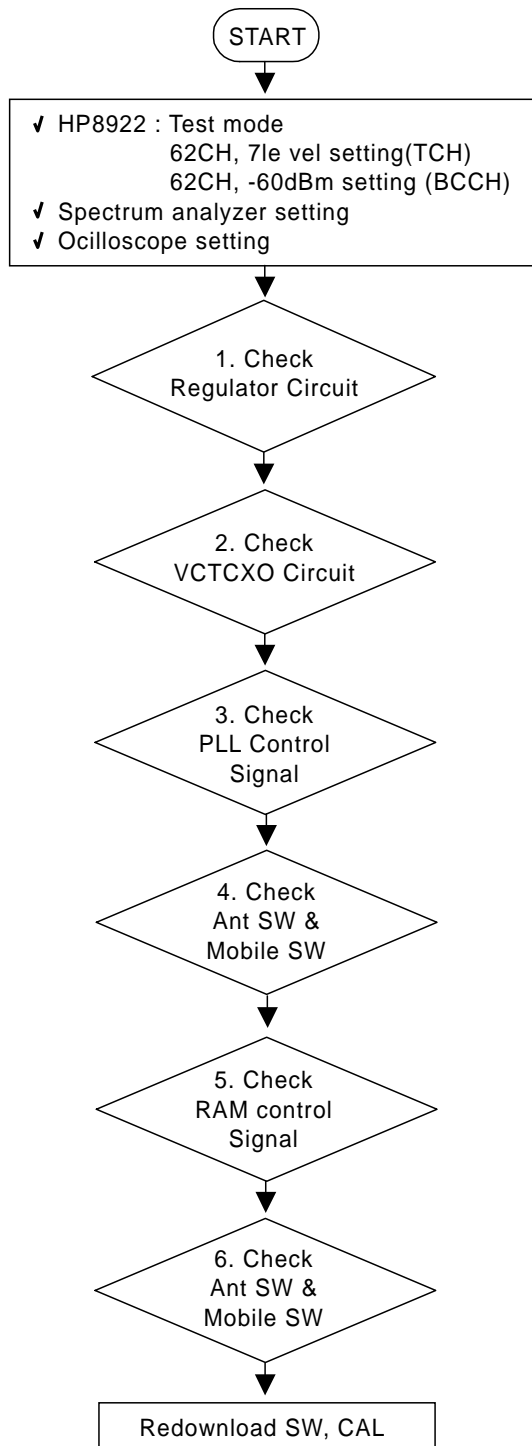 START
✓ HP8922 : Test mode
62CH, 7le vel setting(TCH)
62CH, -60dBm setting (BCCH)
✓ Spectrum analyzer setting
✓ Ocilloscope setting
1. Check
Regulator Circuit
2. Check
VCTCXO Circuit
3. Check
PLL Control
Signal
4. Check
Ant SW &
Mobile SW
5. Check
RAM control
Signal
6. Check
Ant SW &
Mobile SW
Redownload SW, CAL